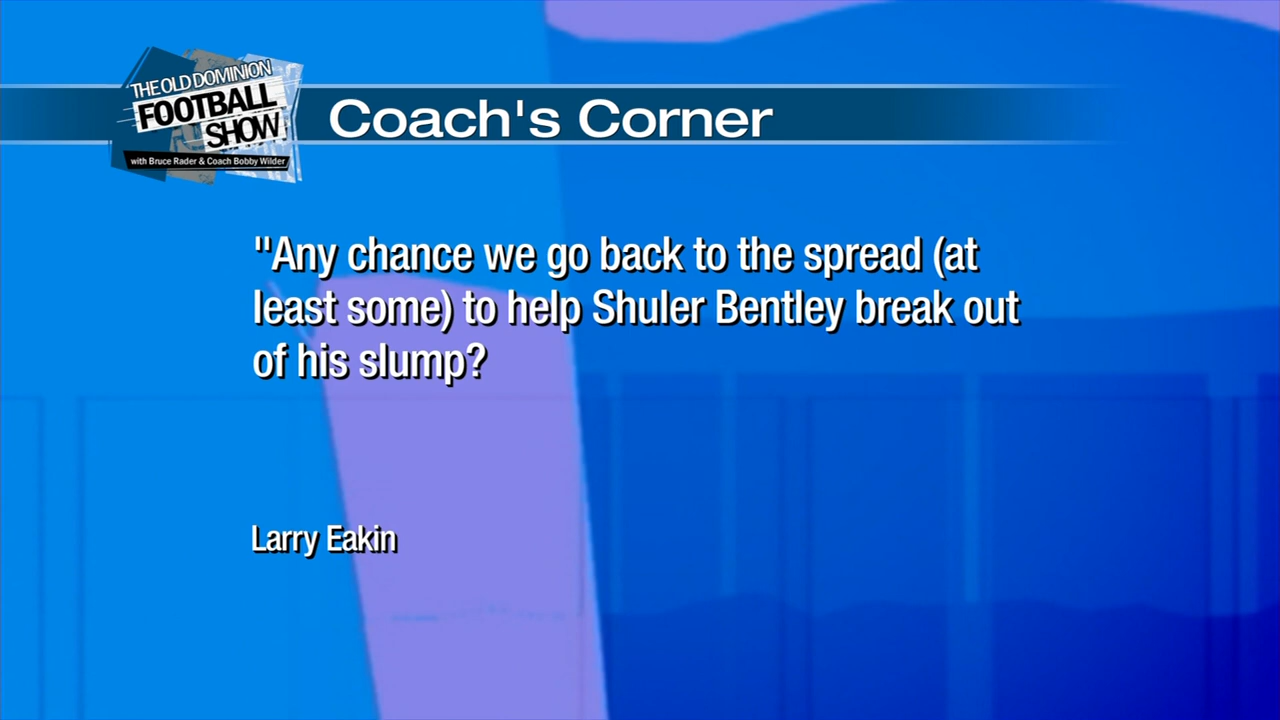 THE OLD DOMINION
FOOTBALL
SHOW
with Bruce Rader & Coach Bobby Wilder
Coach's Corner
"Any chance we go back to the spread (at
least some) to help Shuler Bentley break out
of his slump?
Larry Eakin